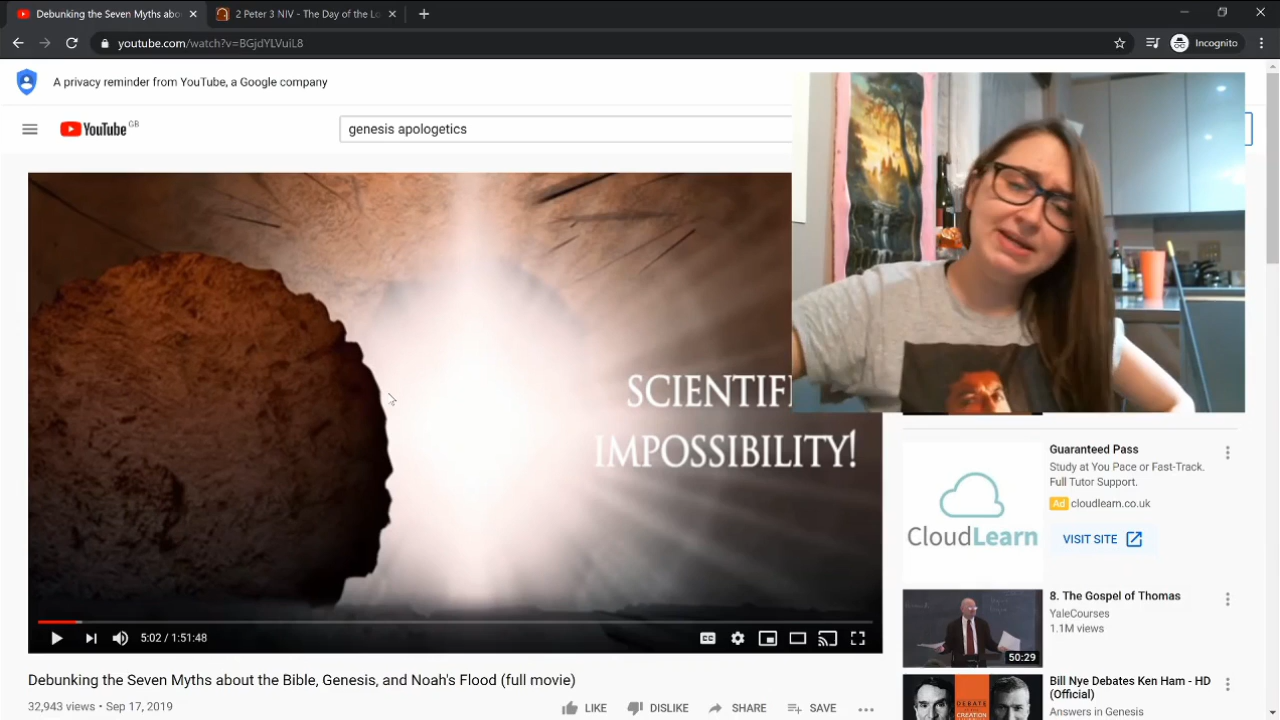 Debunking the Seven Myths abo
2 Peter 3 NIV - The Day of the Lo
youtube.com/watch?v=BGjdYLVuiL8
Incognito
A privacy reminder from YouTube, a Google company
YouTube GB
genesis apologetics
SCIENTIFI
IMPOSSIBILITY!
5:02 / 1:51:48
CC
Debunking the Seven Myths about the Bible, Genesis, and Noah's Flood (full movie)
32,943 views • Sep 17, 2019
LIKE
DISLIKE
SHARE
SAVE
Guaranteed Pass
Study at You Pace or Fast-Track.
Full Tutor Support.
Ad cloudlearn.co.uk
CloudLearn
VISIT SITE
8. The Gospel of Thomas
YaleCourses
1.1M views
50:29
Bill Nye Debates Ken Ham - HD
(Official)
Answers in Genesis
DEBATE